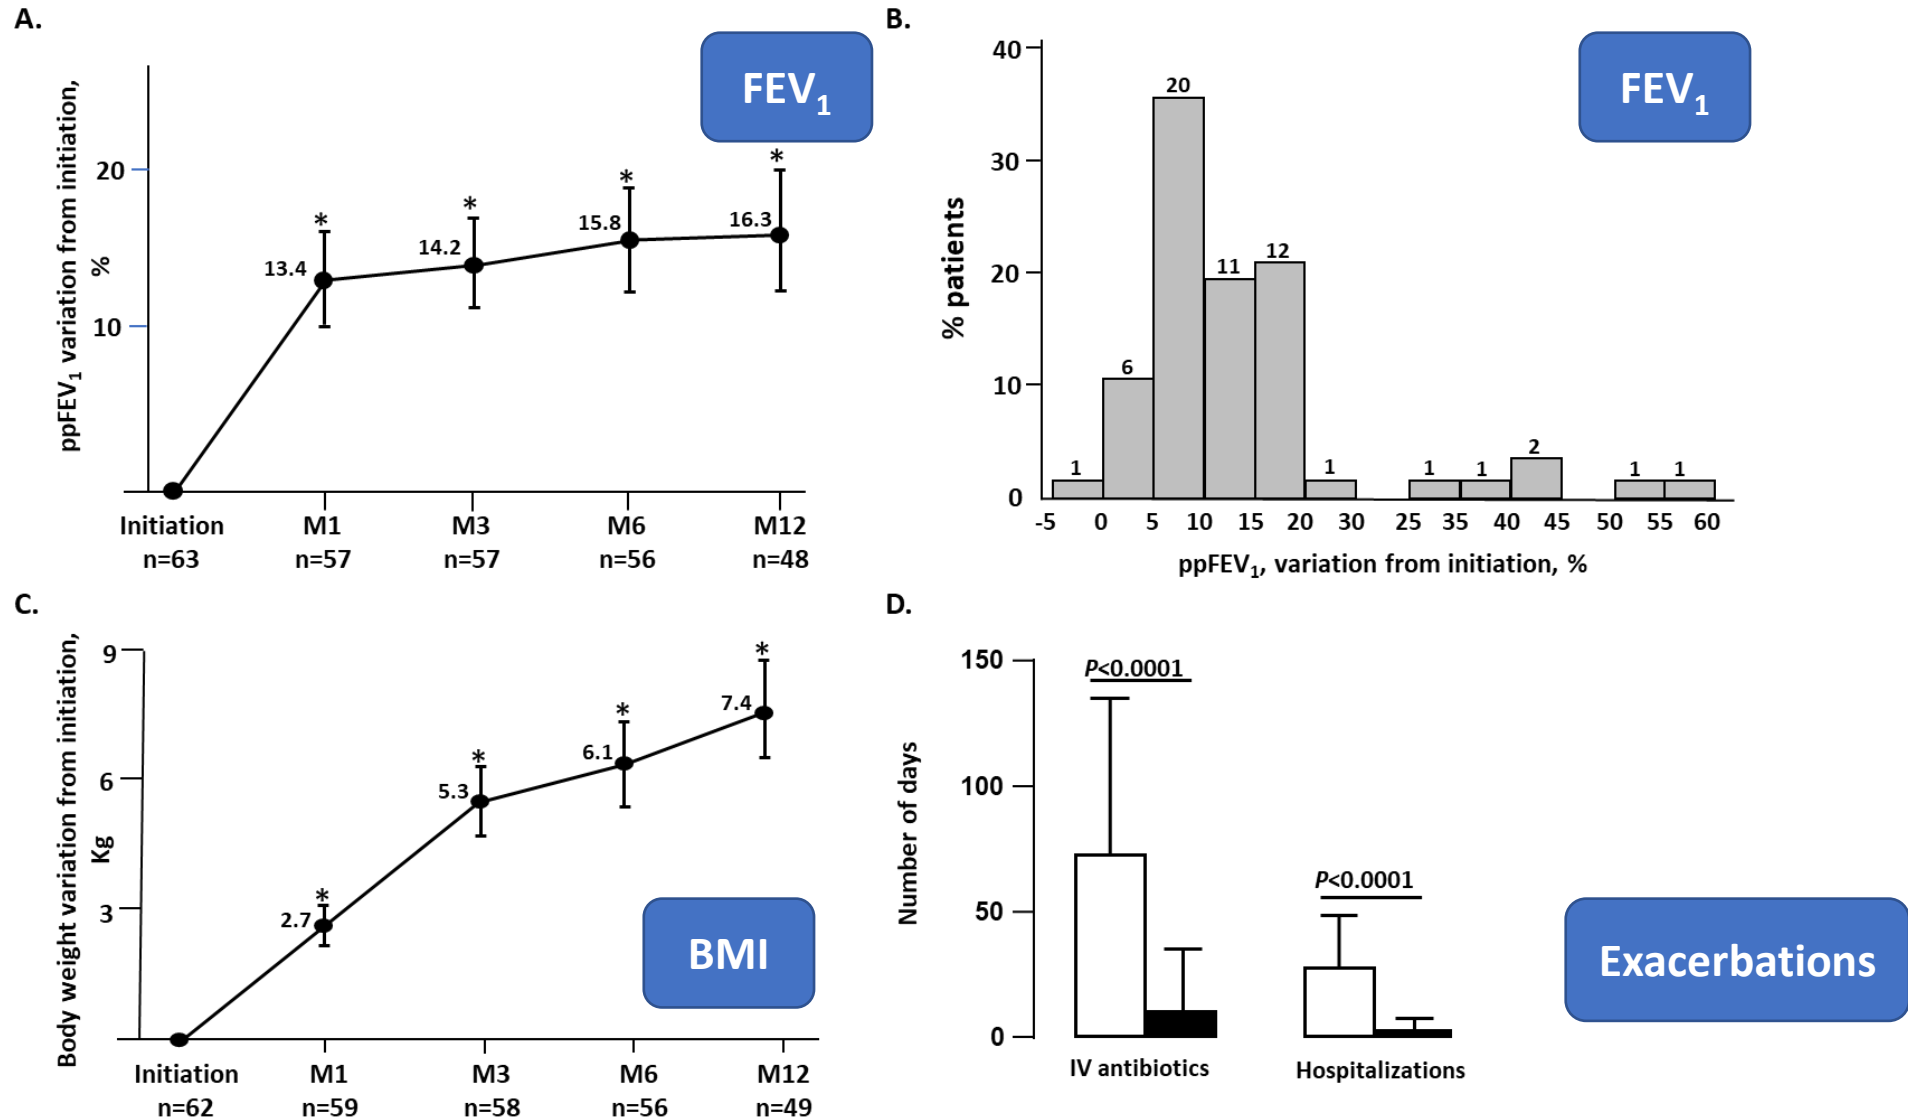 A.
FEV1
ppFEV1 variation from initiation,
%
20
10
13.4
14.2
15.8
16.3
*
*
*
*
Initiation
M1
M3
M6
M12
n=63
n=57
n=57
n=56
n=48
B.
FEV1
% patients
40
30
20
10
0
1
6
20
11
12
1
1
1
2
1
1
-5 0 5 10 15 20 30 25 35 40 45 50 55 60
ppFEV1, variation from initiation, %
C.
Body weight variation from initiation,
Kg
9
6
3
2.7
5.3
6.1
7.4
*
*
*
*
BMI
Initiation
M1
M3
M6
M12
n=62
n=59
n=58
n=56
n=49
D.
Number of days
150
100
50
0
P<0.0001
P<0.0001
IV antibiotics
Hospitalizations
Exacerbations